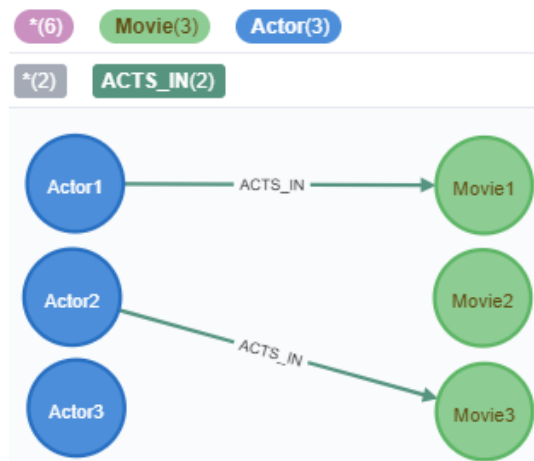 *(6) Movie(3) Actor(3)
*(2) ACTS_IN(2)
Actor1 ACTS_IN Movie1
Actor2 Movie2
ACTS_IN
Actor3 Movie3